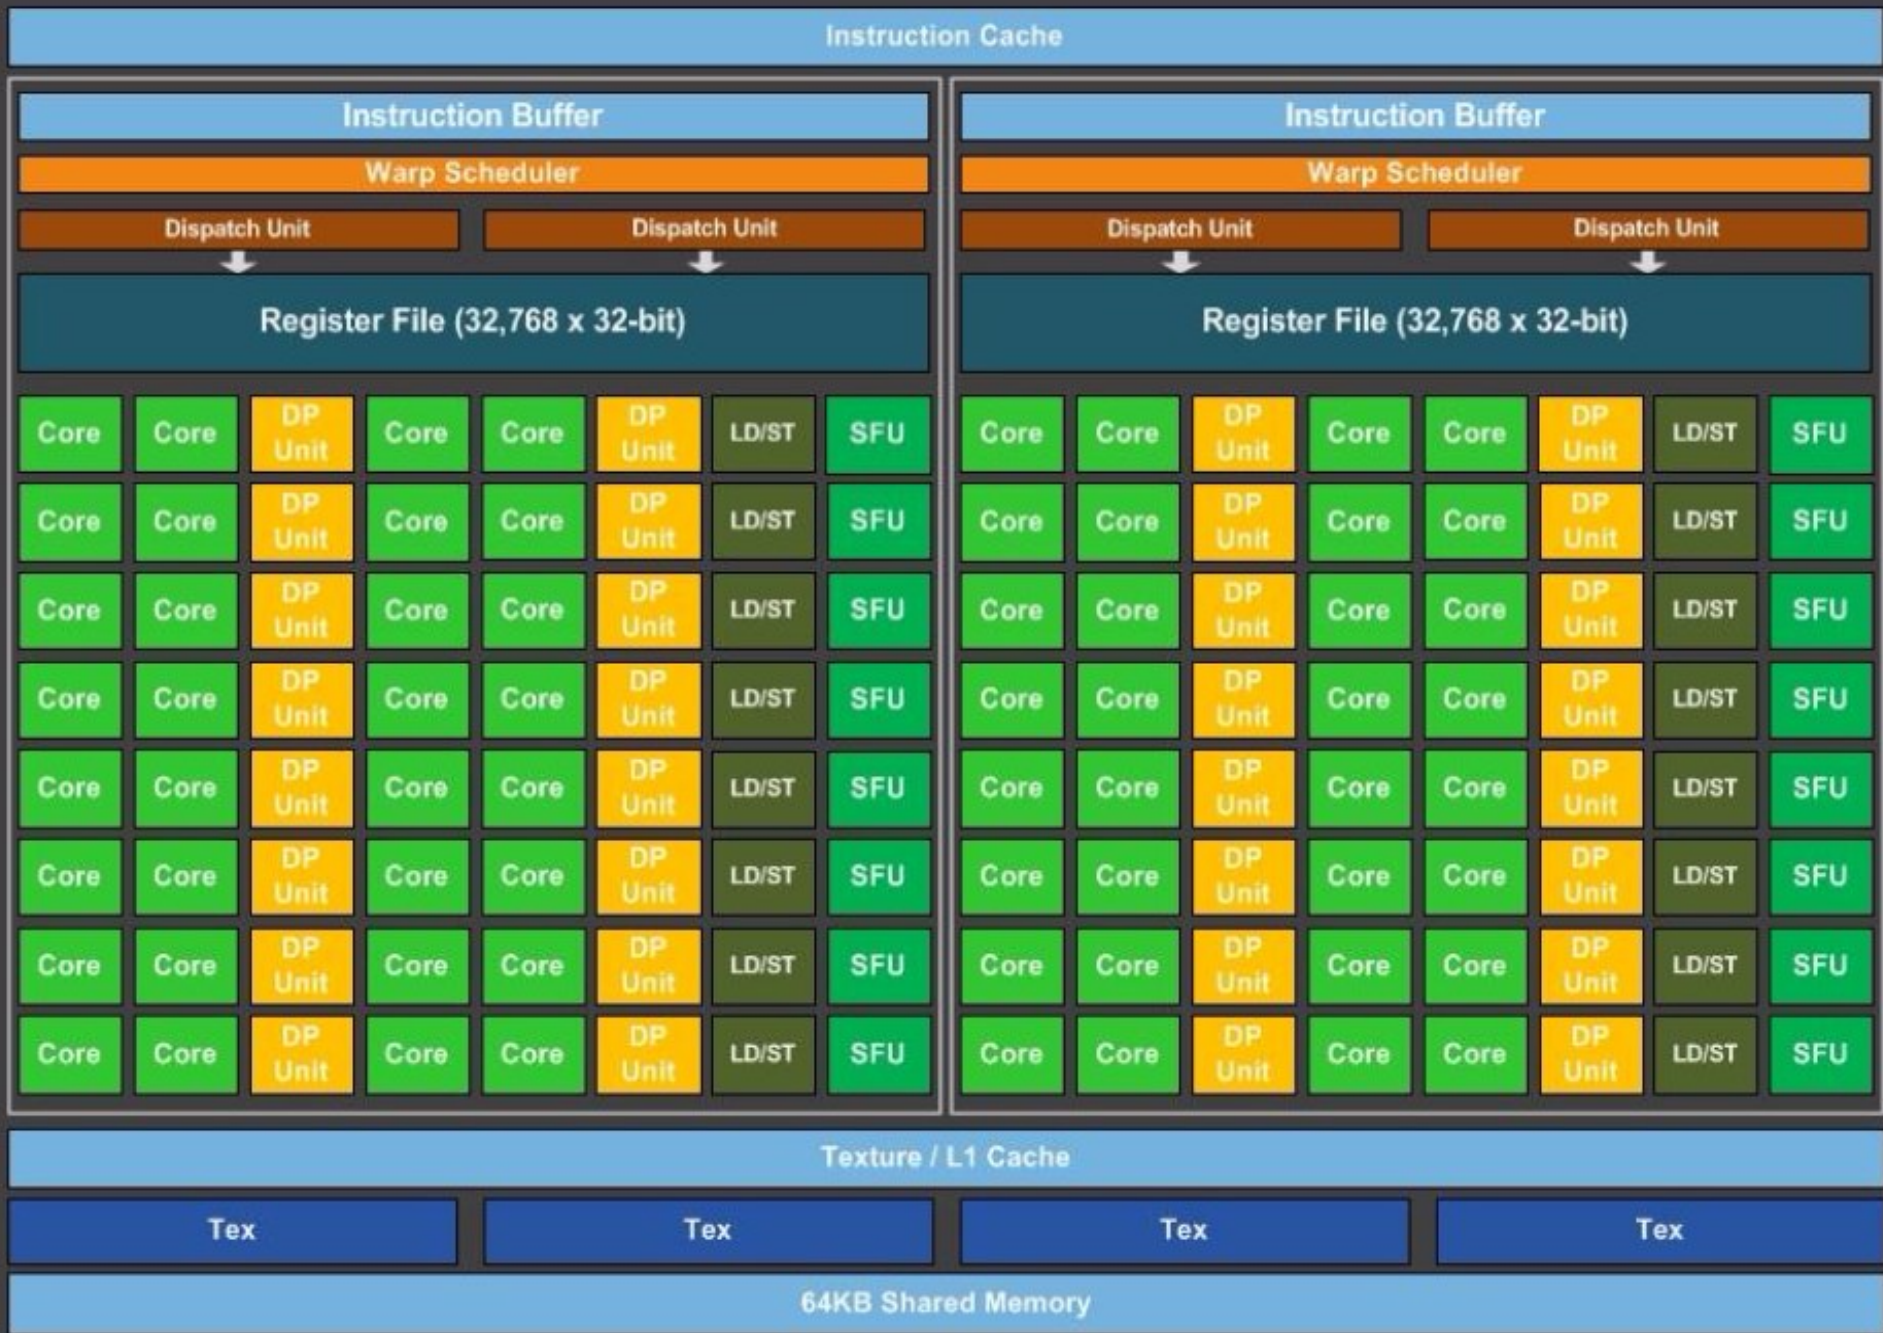 Instruction Cache
Instruction Buffer Instruction Buffer
Warp Scheduler Warp Scheduler
Dispatch Unit Dispatch Unit Dispatch Unit Dispatch Unit
Register File (32,768 x 32-bit) Register File (32,768 x 32-bit)
Core Core DP Unit Core Core DP Unit LD/ST SFU Core Core DP Unit Core Core DP Unit LD/ST SFU
Core Core DP Unit Core Core DP Unit LD/ST SFU Core Core DP Unit Core Core DP Unit LD/ST SFU
Core Core DP Unit Core Core DP Unit LD/ST SFU Core Core DP Unit Core Core DP Unit LD/ST SFU
Core Core DP Unit Core Core DP Unit LD/ST SFU Core Core DP Unit Core Core DP Unit LD/ST SFU
Core Core DP Unit Core Core DP Unit LD/ST SFU Core Core DP Unit Core Core DP Unit LD/ST SFU
Core Core DP Unit Core Core DP Unit LD/ST SFU Core Core DP Unit Core Core DP Unit LD/ST SFU
Core Core DP Unit Core Core DP Unit LD/ST SFU Core Core DP Unit Core Core DP Unit LD/ST SFU
Core Core DP Unit Core Core DP Unit LD/ST SFU Core Core DP Unit Core Core DP Unit LD/ST SFU
Texture / L1 Cache
Tex Tex Tex Tex
64KB Shared Memory